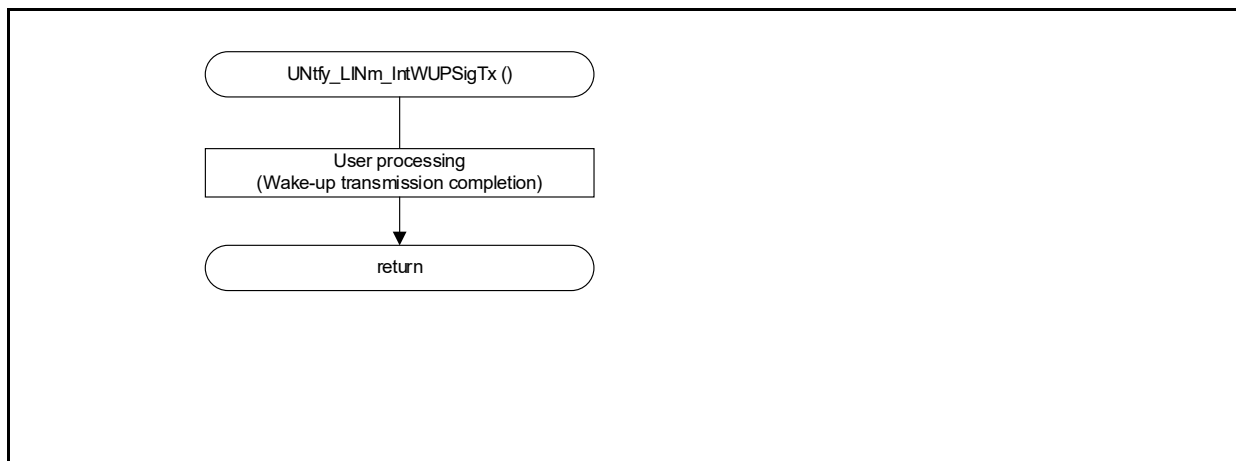 UNtfy_LINm_IntWUPSigTx ()
User processing
(Wake-up transmission completion)
return